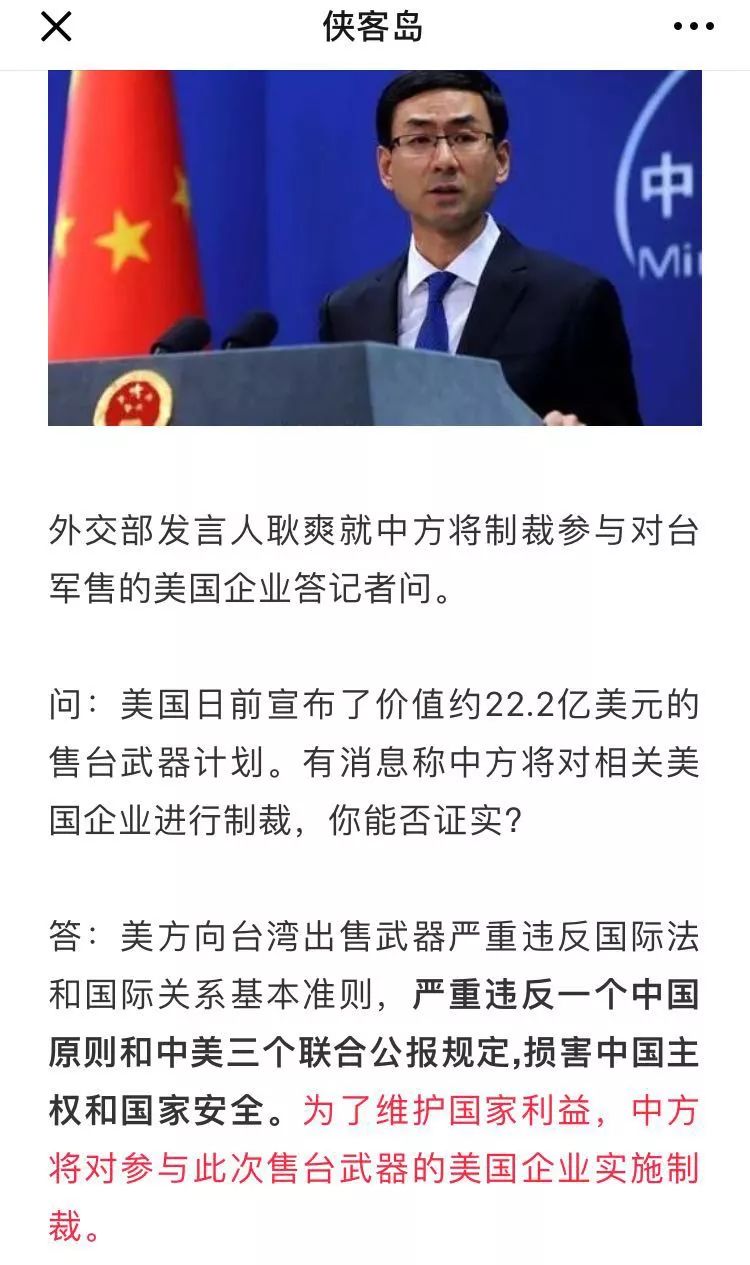 侠客岛
中
Min
外交部发言人耿爽就中方将制裁参与对台
军售的美国企业答记者问。
问：美国日前宣布了价值约22.2亿美元的
售台武器计划。有消息称中方将对相关美
国企业进行制裁，你能否证实？
答：美方向台湾出售武器严重违反国际法
和国际关系基本准则，严重违反一个中国
原则和中美三个联合公报规定,损害中国主
权和国家安全。为了维护国家利益，中方
将对参与此次售台武器的美国企业实施制
裁。